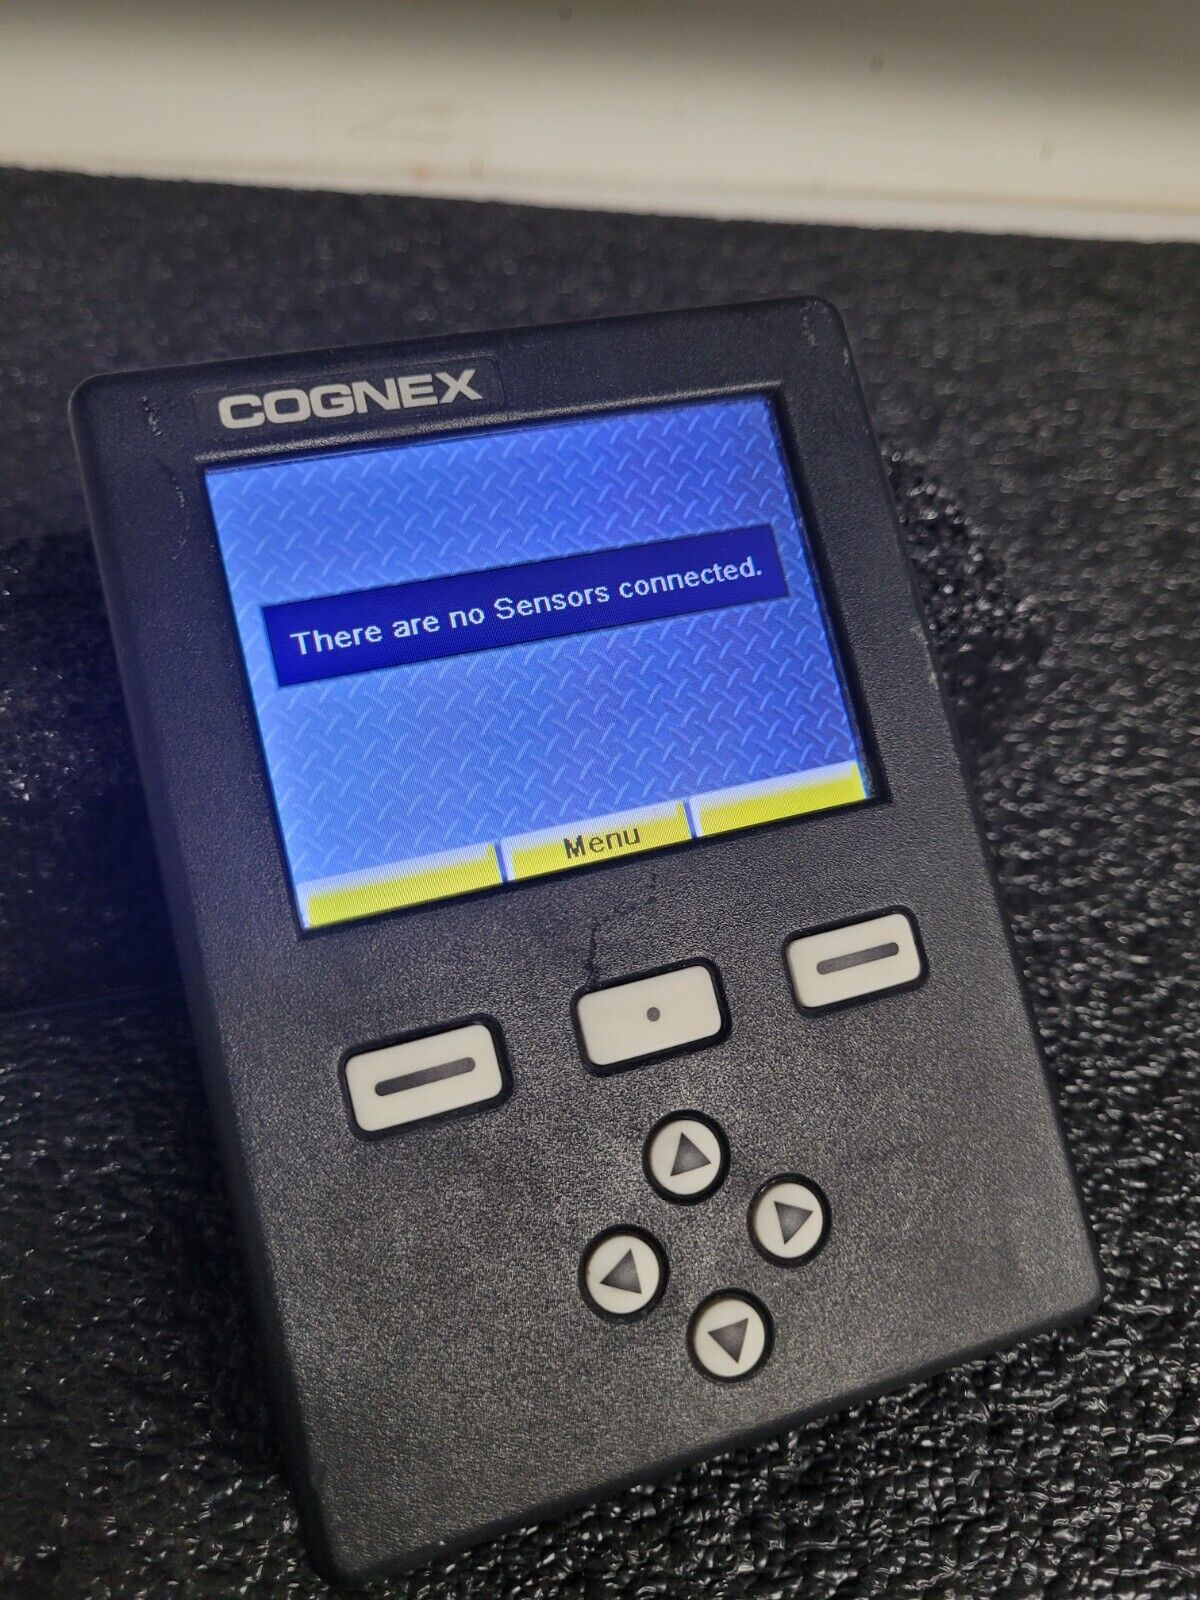 COGNEX
There are no Sensors connected.
Menu